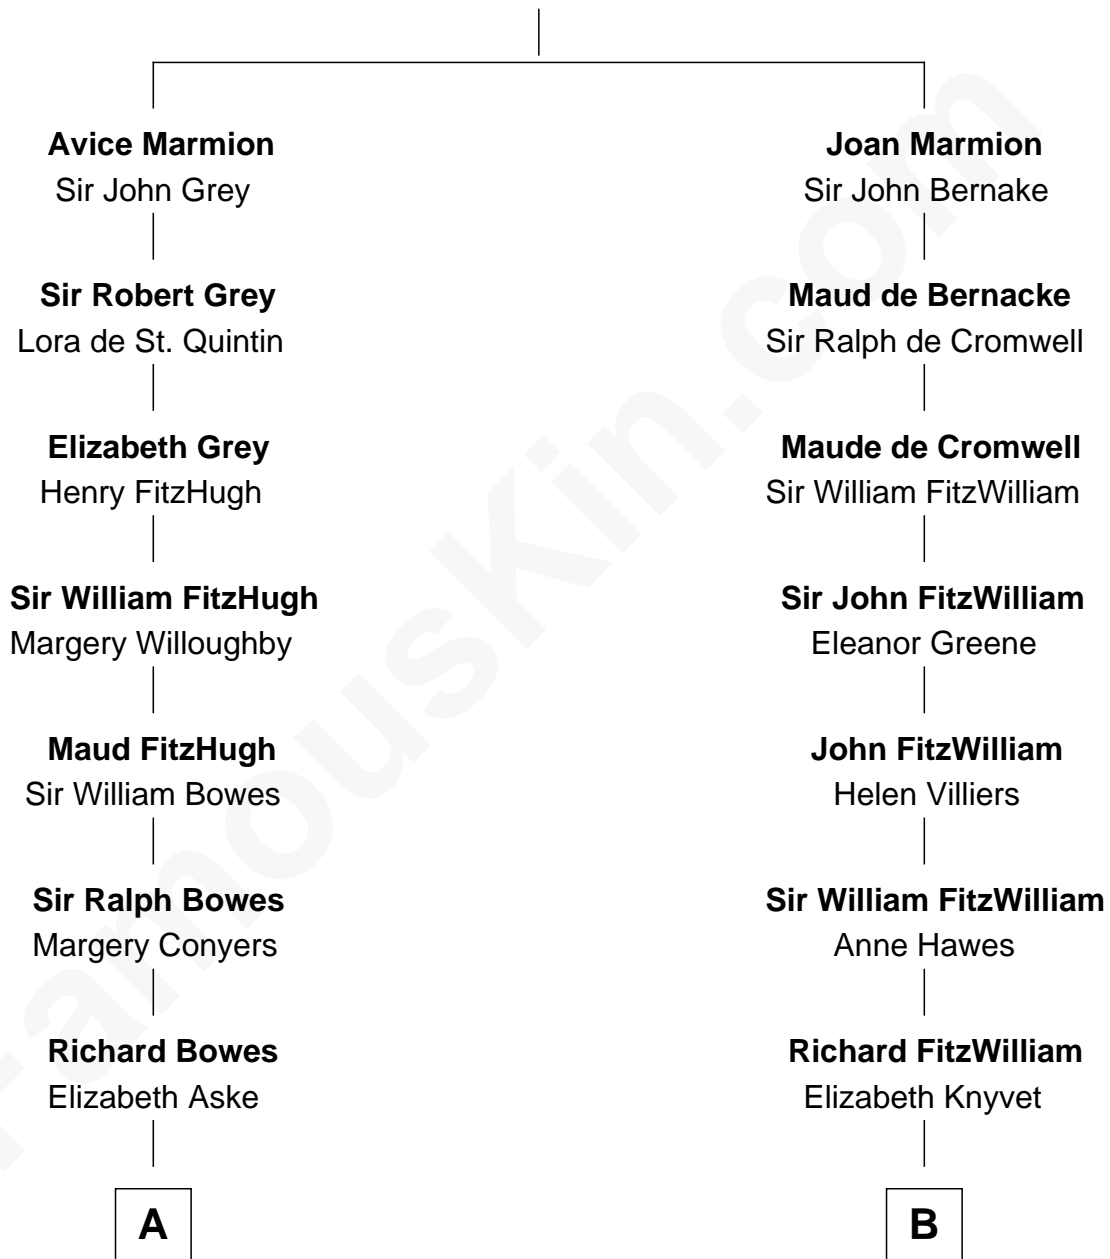 Avice Marmion
Sir John Grey
Sir Robert Grey
Lora de St. Quintin
Elizabeth Grey
Henry FitzHugh
Sir William FitzHugh
Margery Willoughby
Maud FitzHugh
Sir William Bowes
Sir Ralph Bowes
Margery Conyers
Richard Bowes
Elizabeth Aske
A
Joan Marmion
Sir John Bernake
Maud de Bernacke
Sir Ralph de Cromwell
Maude de Cromwell
Sir William FitzWilliam
Sir John FitzWilliam
Eleanor Greene
John FitzWilliam
Helen Villiers
Sir William FitzWilliam
Anne Hawes
Richard FitzWilliam
Elizabeth Knyvet
B
FamousKin.com